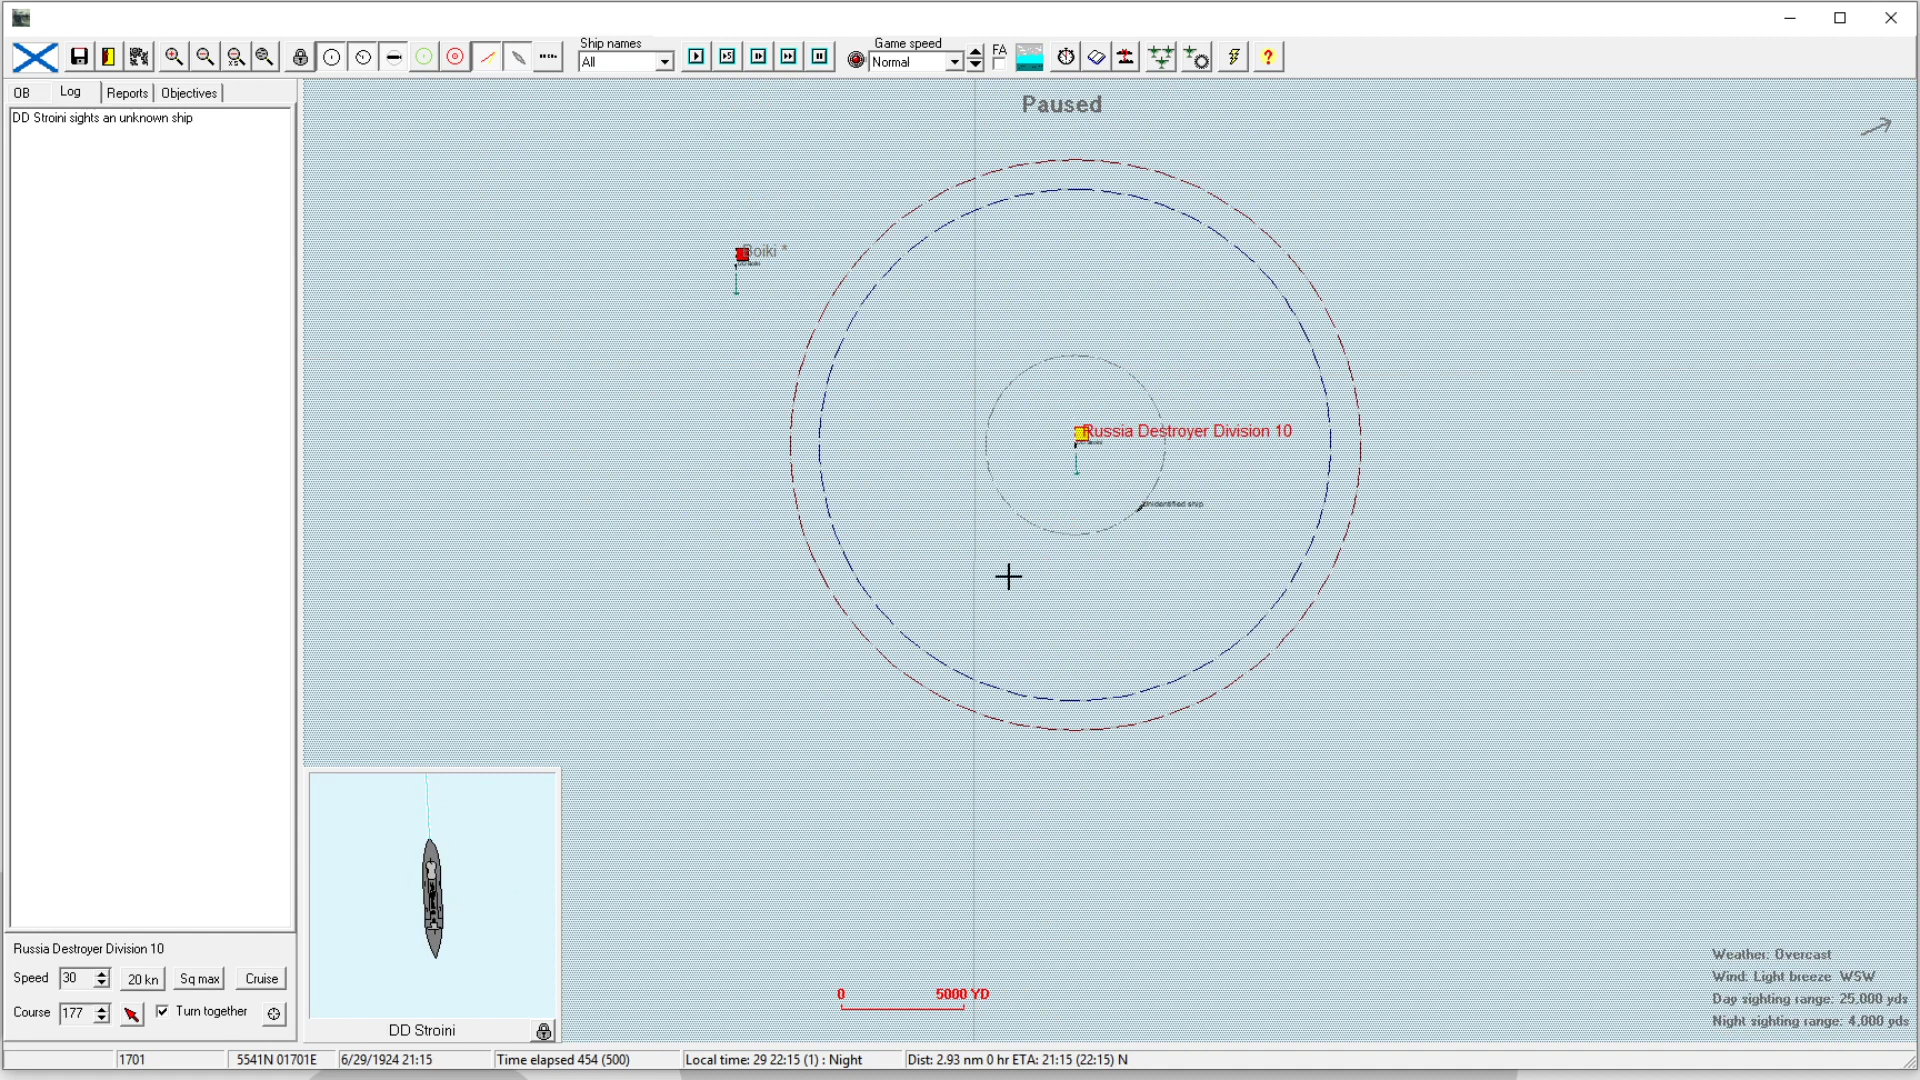 Ship names
All
Game speed
Normal
FA
OB
Log
Reports
Objectives
DD Stroini sights an unknown ship
Paused
Boiki *
Russia Destroyer Division 10
Unidentified ship
0
5000 YD
Weather: Overcast
Wind: Light breeze WSW
Day sighting range: 25,000 yds
Night sighting range: 4,000 yds
Russia Destroyer Division 10
Speed 30 20 kn Sq max Cruise
Course 177 Turn together
DD Stroini
1701 5541N 01701E 6/29/1924 21:15 Time elapsed 454 (500) Local time: 29 22:15 (1) : Night Dist: 2.93 nm 0 hr ETA: 21:15 (22:15) N